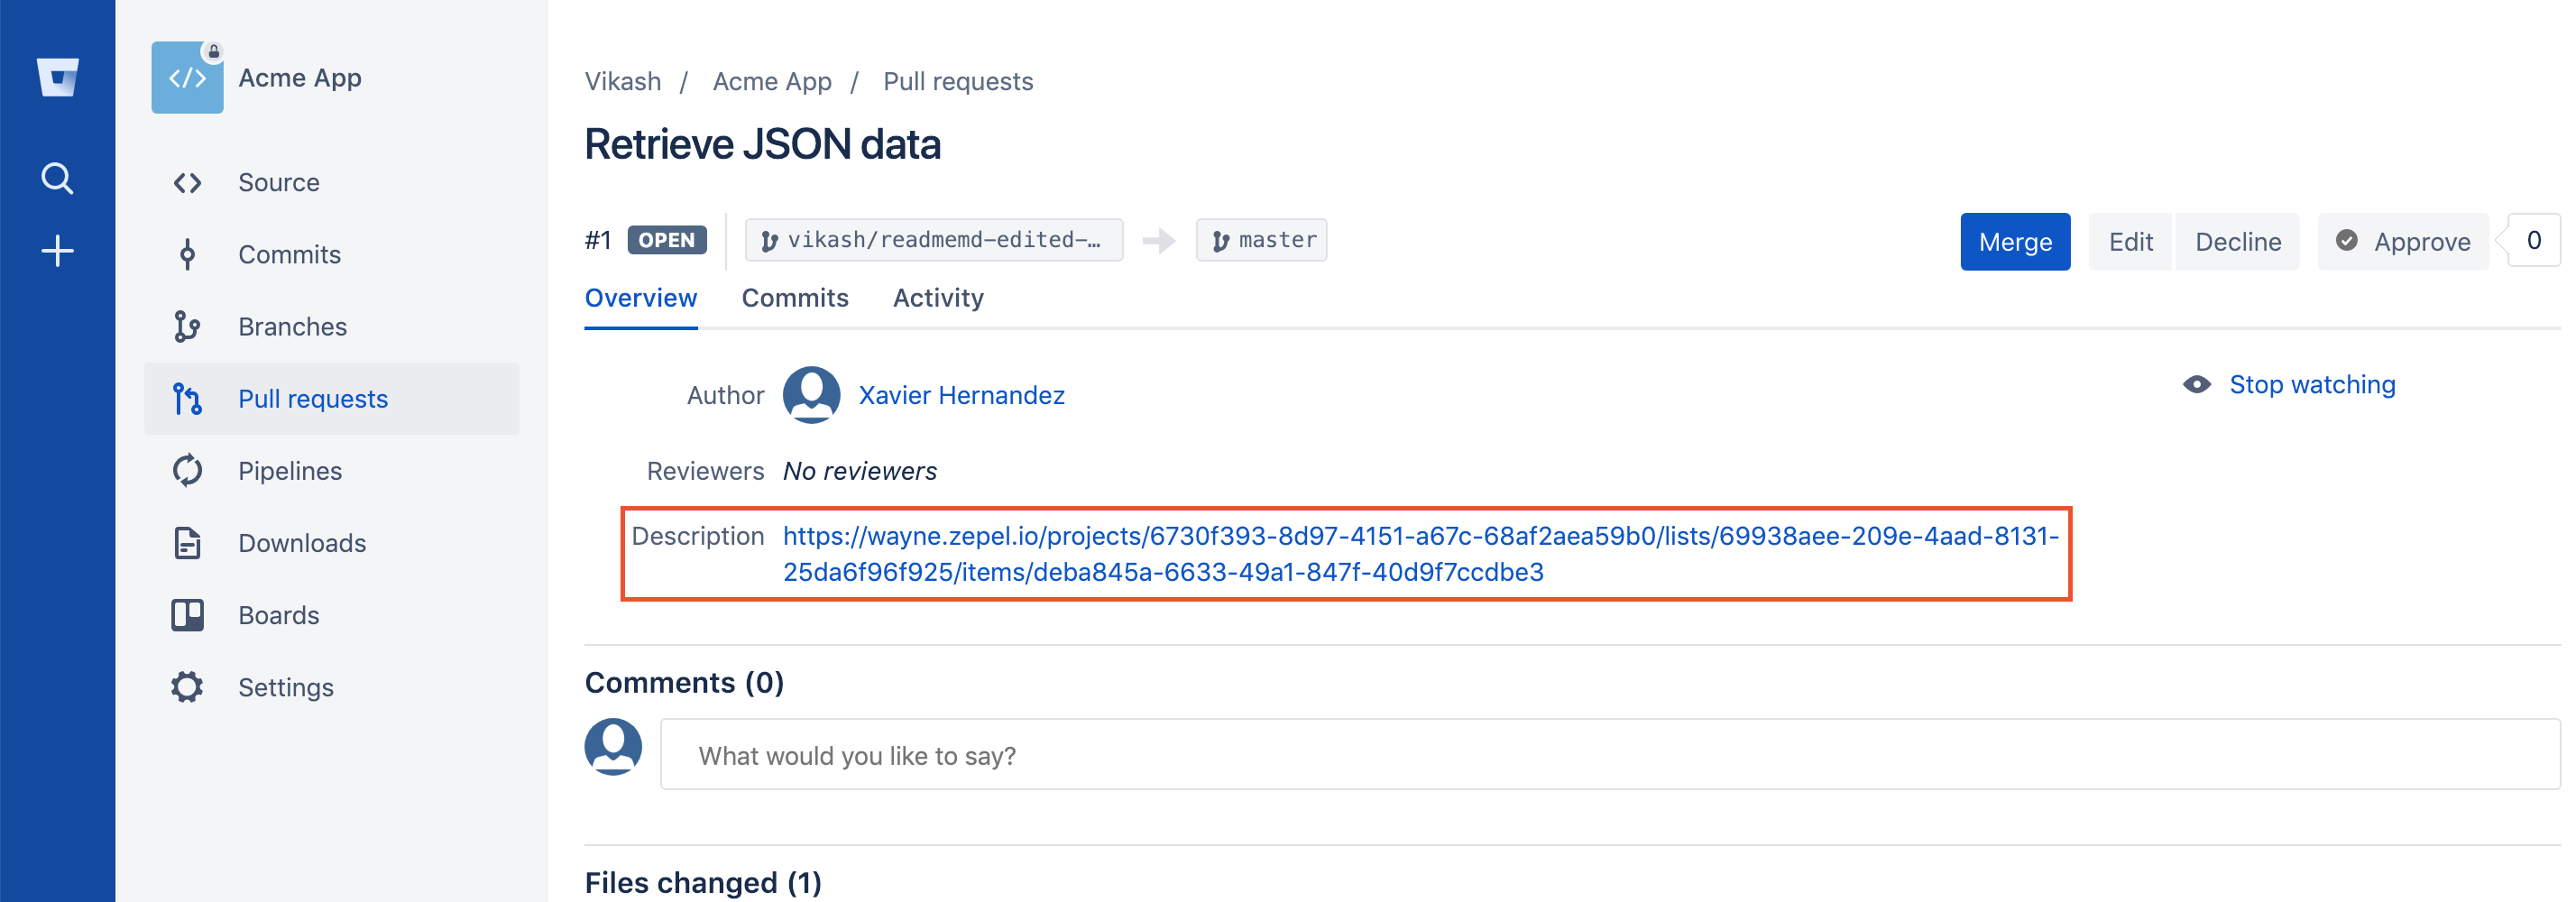 Acme App
Source
Commits
Branches
Pull requests
Pipelines
Downloads
Boards
Settings
Vikash / Acme App / Pull requests
Retrieve JSON data
#1 OPEN vikash/readmemd-edited-… master
Merge Edit Decline Approve 0
Overview Commits Activity
Author Xavier Hernandez
Stop watching
Reviewers No reviewers
Description https://wayne.zepel.io/projects/6730f393-8d97-4151-a67c-68af2aea59b0/lists/69938aee-209e-4aad-8131-
25da6f96f925/items/deba845a-6633-49a1-847f-40d9f7ccdbe3
Comments (0)
What would you like to say?
Files changed (1)